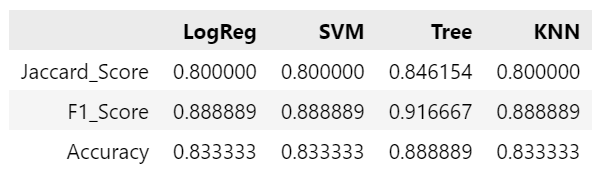 LogReg SVM Tree KNN
Jaccard_Score 0.800000 0.800000 0.846154 0.800000
F1_Score 0.888889 0.888889 0.916667 0.888889
Accuracy 0.833333 0.833333 0.888889 0.833333